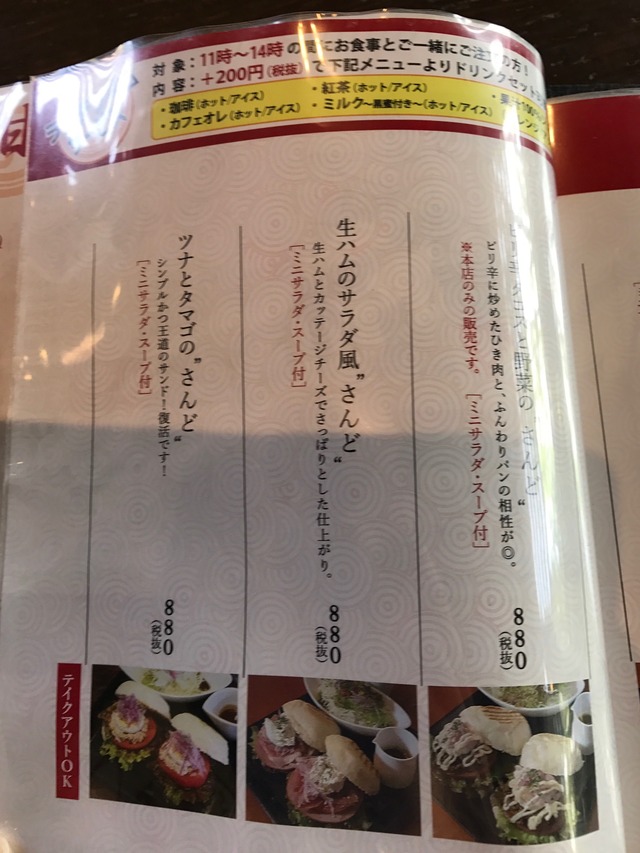 対象：11時〜14時の間にお食事とご一緒にご注文の方！
内容：＋200円（税抜）で下記メニューよりドリンクセット
・珈琲（ホット/アイス）
・紅茶（ホット/アイス）
・カフェオレ（ホット/アイス）
・ミルク〜黒蜜付き〜（ホット/アイス）
ピリ辛タコスと野菜の〝さんど〟
ピリ辛に炒めたひき肉と、ふんわりパンの相性が◎。
※本店のみの販売です。［ミニサラダ・スープ付］
880
（税抜）
生ハムのサラダ風〝さんど〟
生ハムとカッテージチーズでさっぱりとした仕上がり。
［ミニサラダ・スープ付］
880
（税抜）
ツナとタマゴの〝さんど〟
シンプルかつ王道のサンド！復活です！
［ミニサラダ・スープ付］
880
（税抜）
テイクアウトOK